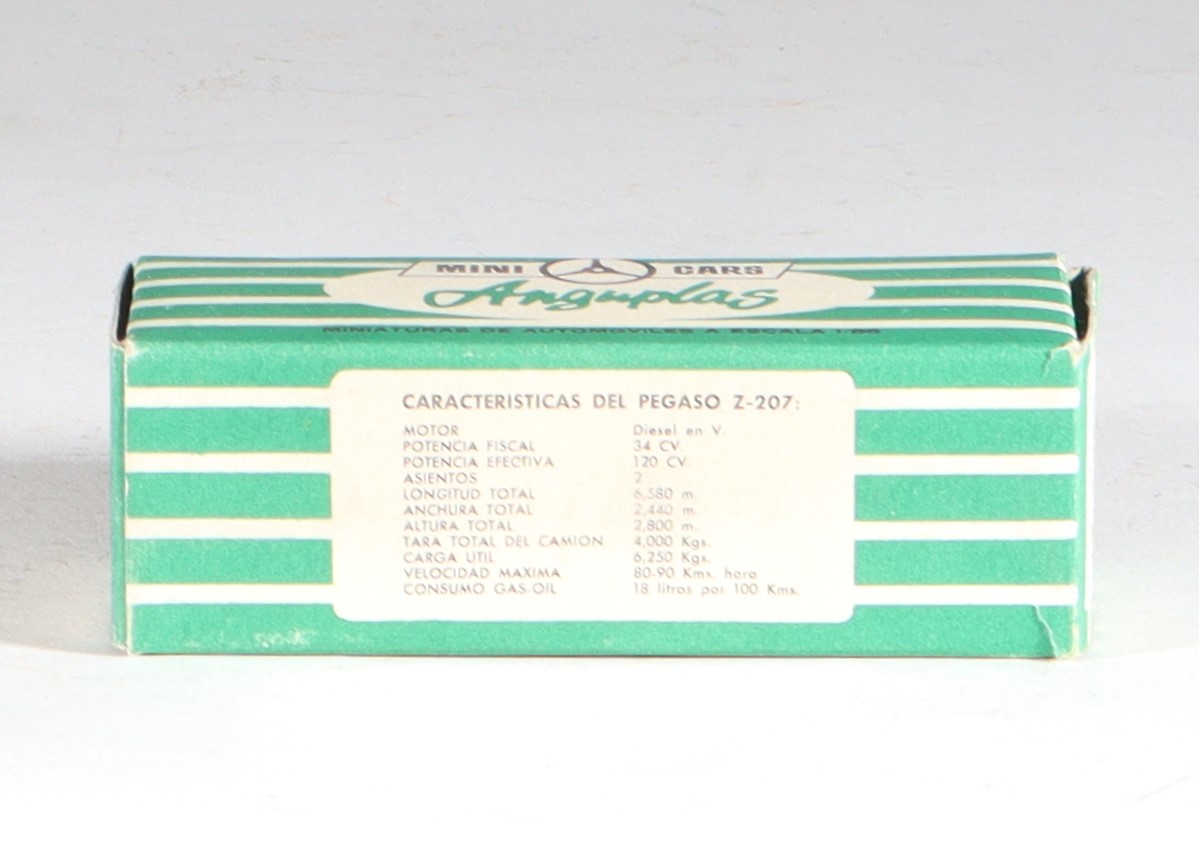 MINI CARS
Anguplas
MINIATURAS DE AUTOMOVILES A ESCALA 1/86
CARACTERISTICAS DEL PEGASO Z-207:
MOTOR Diesel en V.
POTENCIA FISCAL 34 CV.
POTENCIA EFECTIVA 120 CV.
ASIENTOS 2
LONGITUD TOTAL 6,580 m.
ANCHURA TOTAL 2,440 m.
ALTURA TOTAL 2,800 m.
TARA TOTAL DEL CAMION 4,000 Kgs.
CARGA UTIL 6,250 Kgs.
VELOCIDAD MAXIMA 80-90 Kms. hora
CONSUMO GAS-OIL 18 litros por 100 Kms.